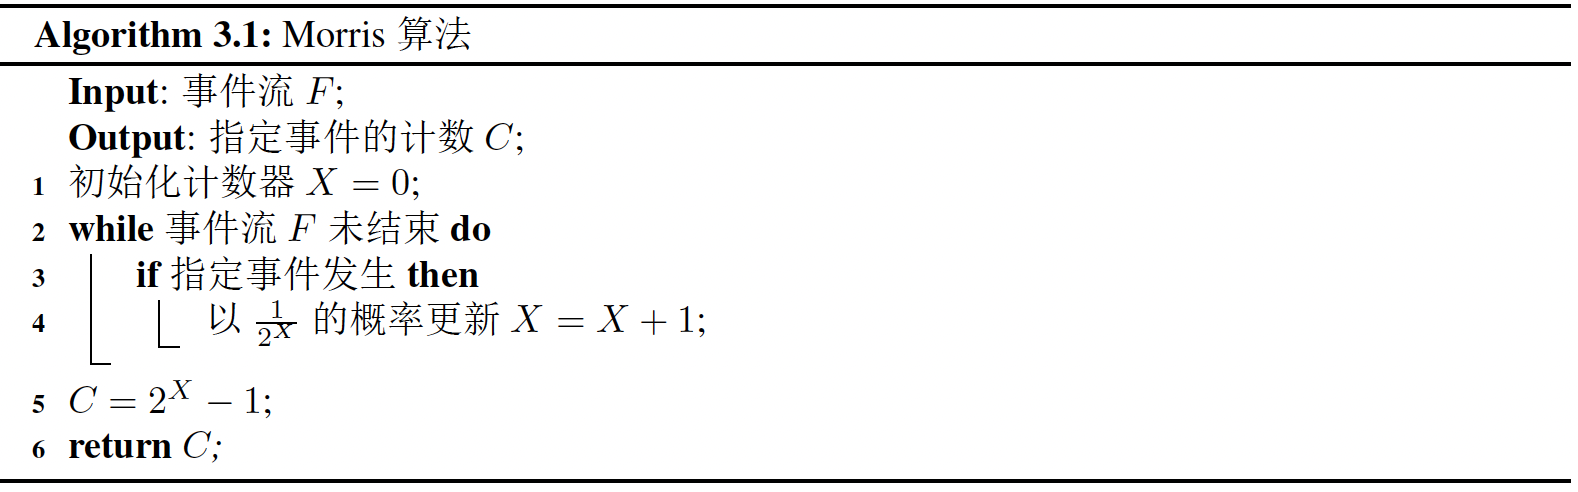 Algorithm 3.1: Morris 算法
Input: 事件流 F;
Output: 指定事件的计数 C;
1 初始化计数器 X = 0;
2 while 事件流 F 未结束 do
3 if 指定事件发生 then
4 以 1/2^X 的概率更新 X = X + 1;
5 C = 2^X − 1;
6 return C;